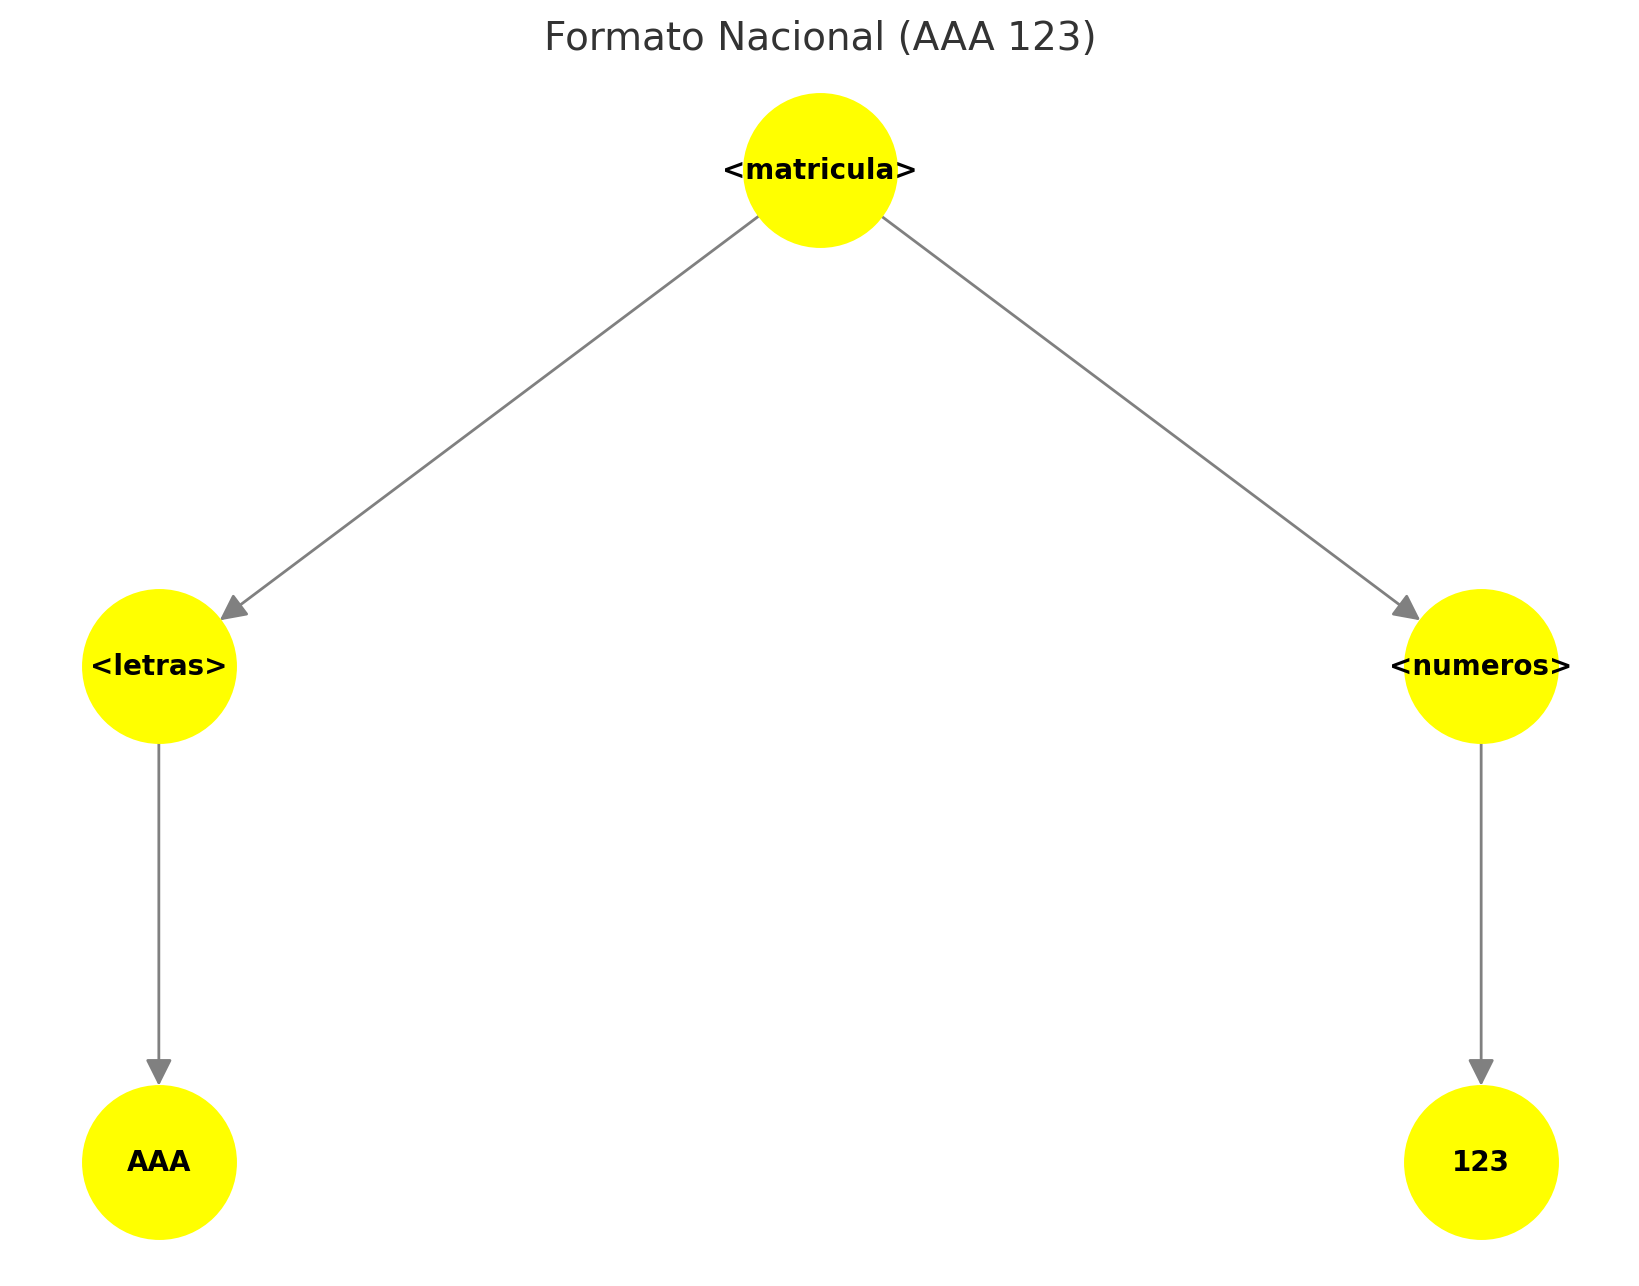 Formato Nacional (AAA 123)
<matricula>
<letras>
<numeros>
AAA
123